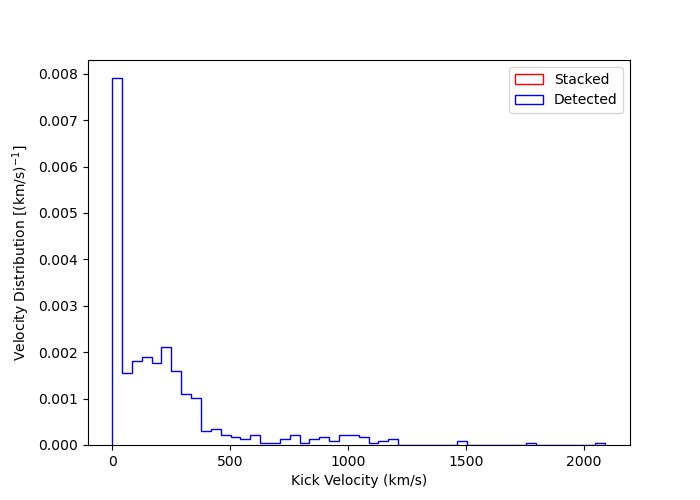 Stacked
Detected
0.008
0.007
0.006
0.005
0.004
0.003
0.002
0.001
0.000
Velocity Distribution [(km/s)⁻¹]
0 500 1000 1500 2000
Kick Velocity (km/s)